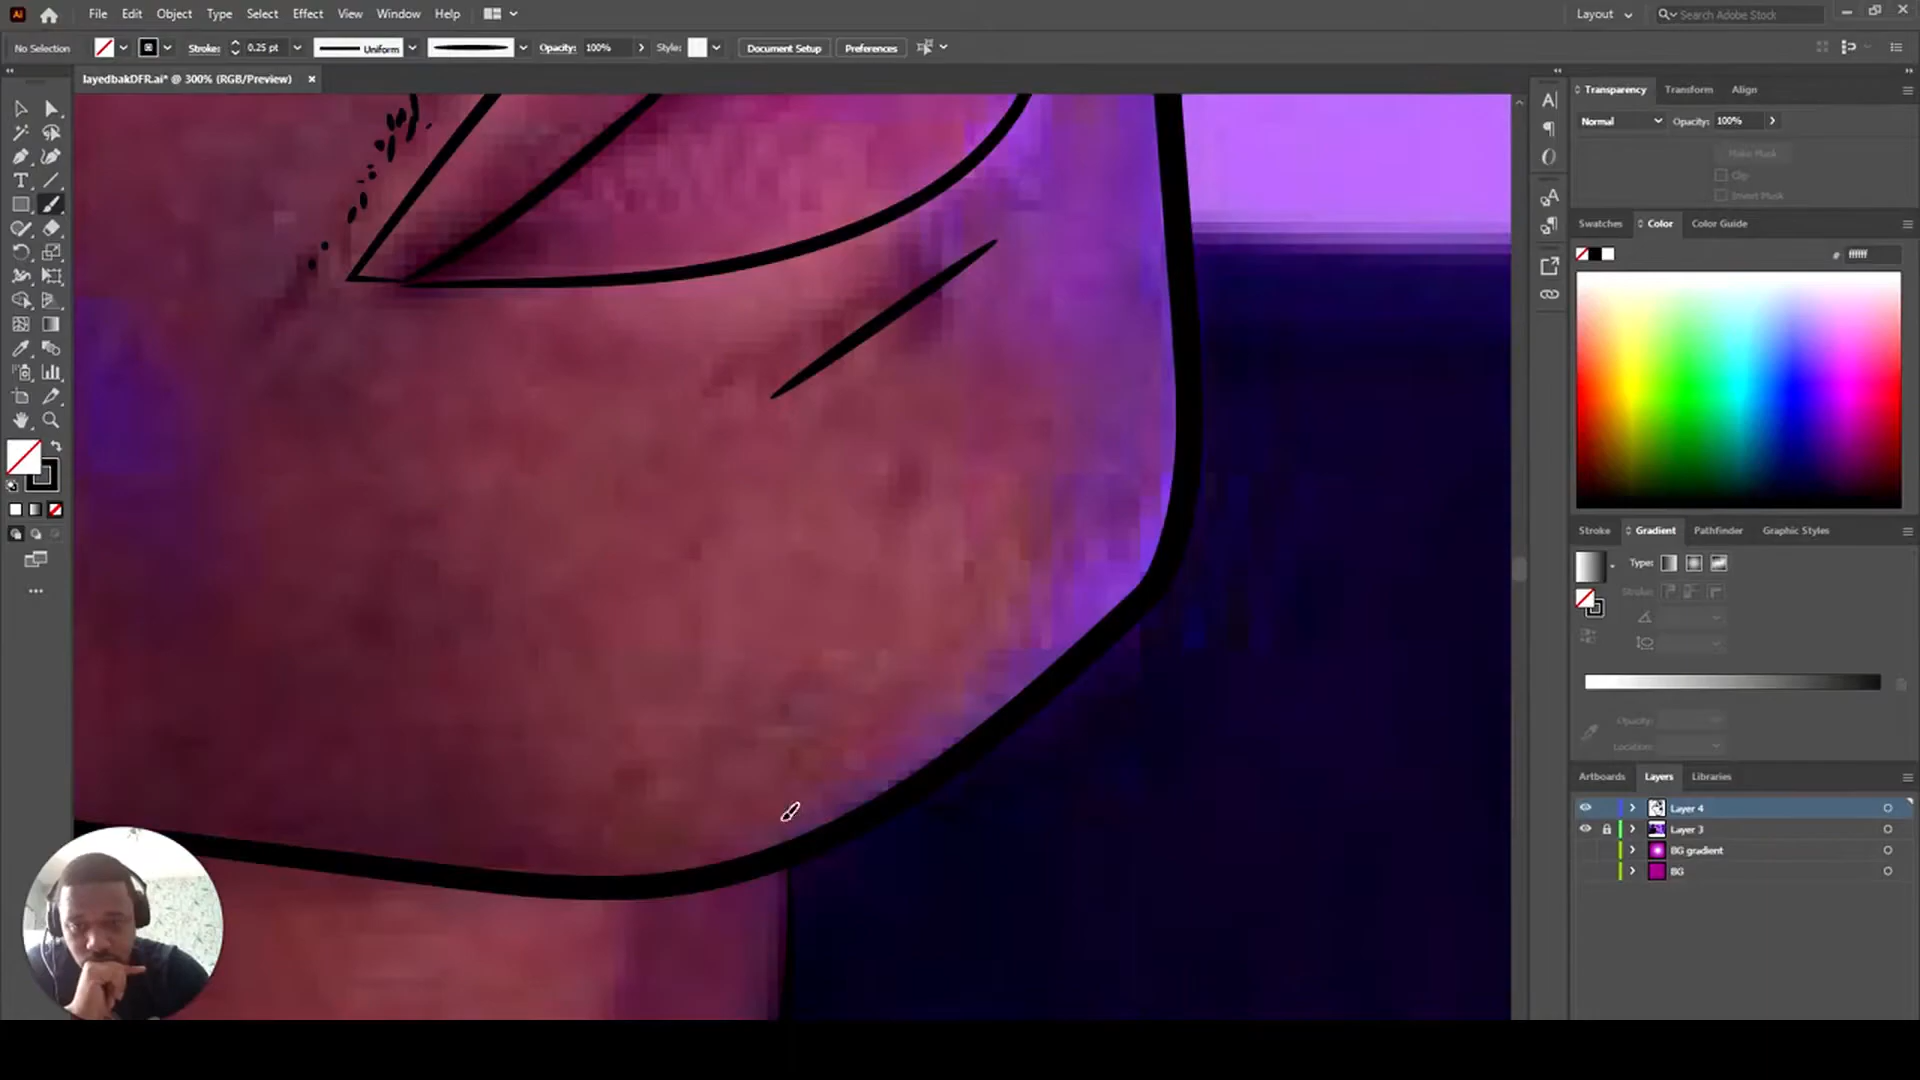 Ai File Edit Object Type Select Effect View Window Help Layout Search Adobe Stock
No Selection Stroke: 0.25 pt Uniform Opacity: 100% Style: Document Setup Preferences
layedbakDFR.ai* @ 300% (RGB/Preview) ×
Transparency Transform Align
Normal Opacity: 100%
Make Mask
Clip
Invert Mask
Swatches Color Color Guide
# ffffff
Stroke Gradient Pathfinder Graphic Styles
Type:
Stroke:
Opacity:
Location:
Artboards Layers Libraries
Layer 4
Layer 3
BG gradient
BG